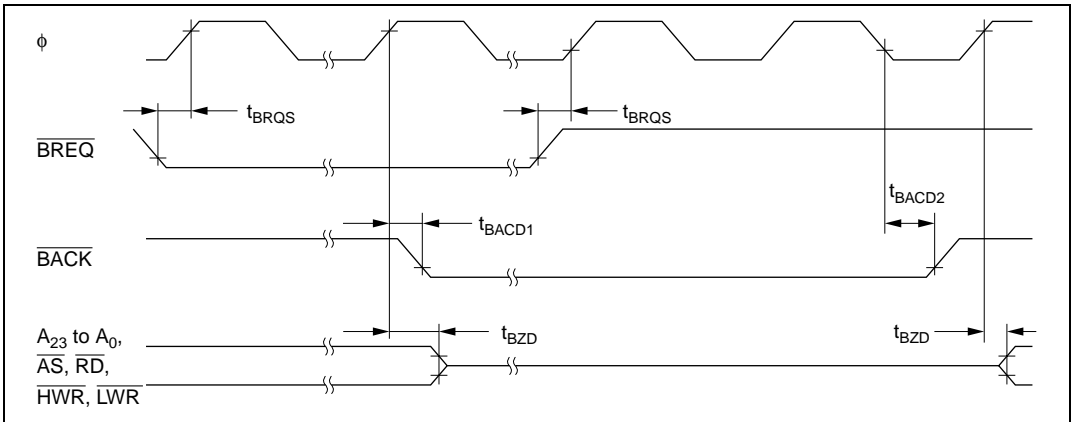 φ
tBRQS tBRQS
BREQ
tBACD2
tBACD1
BACK
A23 to A0,
tBZD tBZD
AS, RD,
HWR, LWR